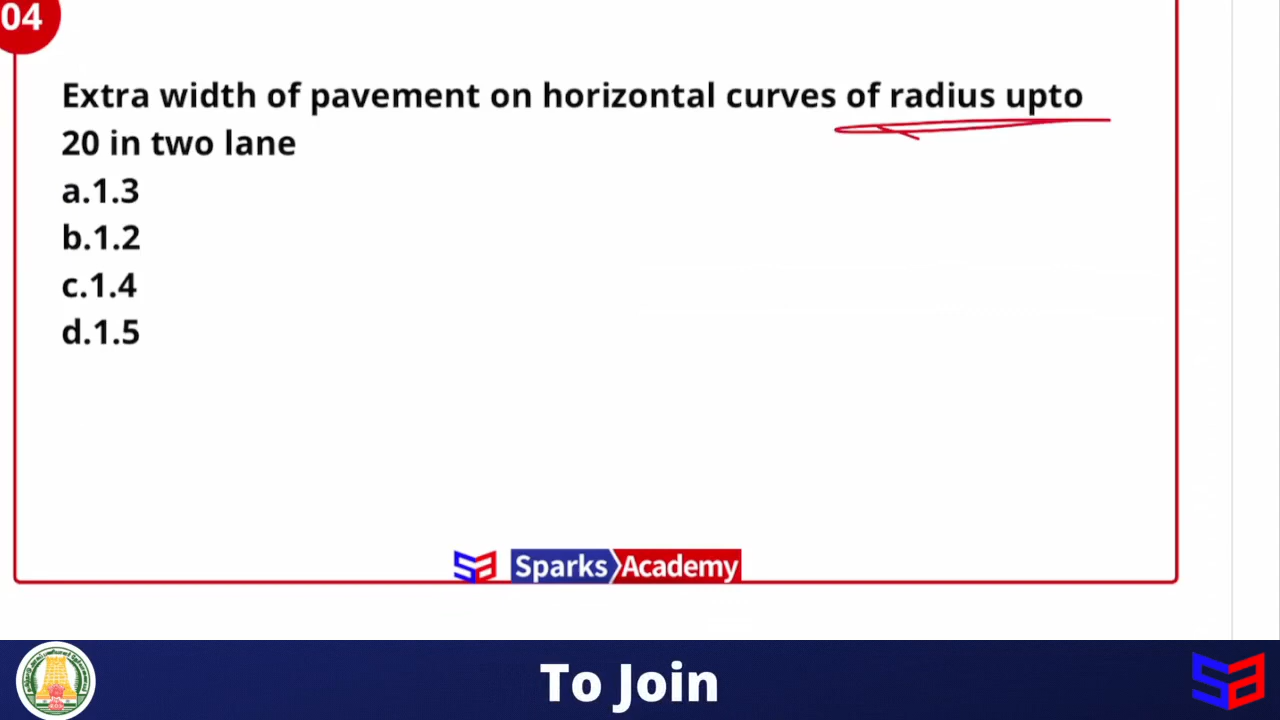 04
Extra width of pavement on horizontal curves of radius upto
20 in two lane
a.1.3
b.1.2
c.1.4
d.1.5
Sparks Academy
To Join